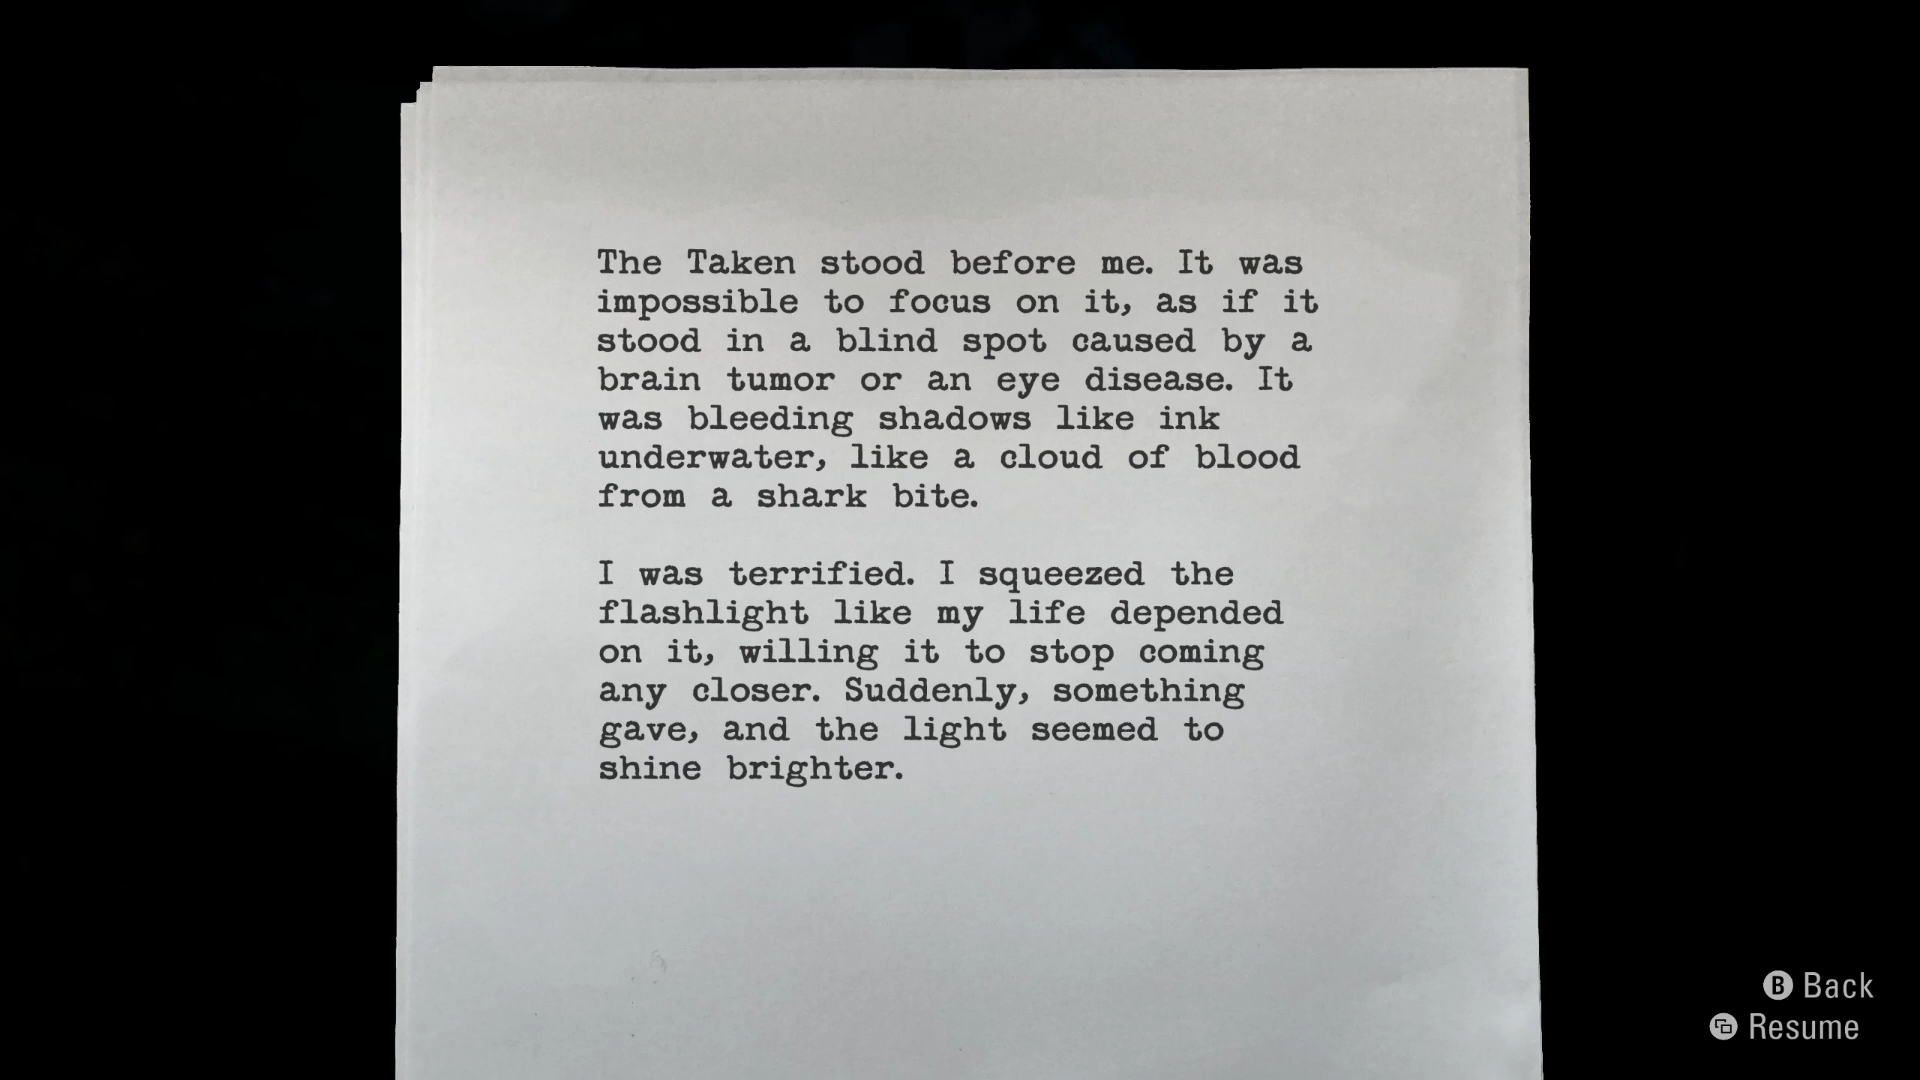 The Taken stood before me. It was
impossible to focus on it, as if it
stood in a blind spot caused by a
brain tumor or an eye disease. It
was bleeding shadows like ink
underwater, like a cloud of blood
from a shark bite.
I was terrified. I squeezed the
flashlight like my life depended
on it, willing it to stop coming
any closer. Suddenly, something
gave, and the light seemed to
shine brighter.
B Back
Resume